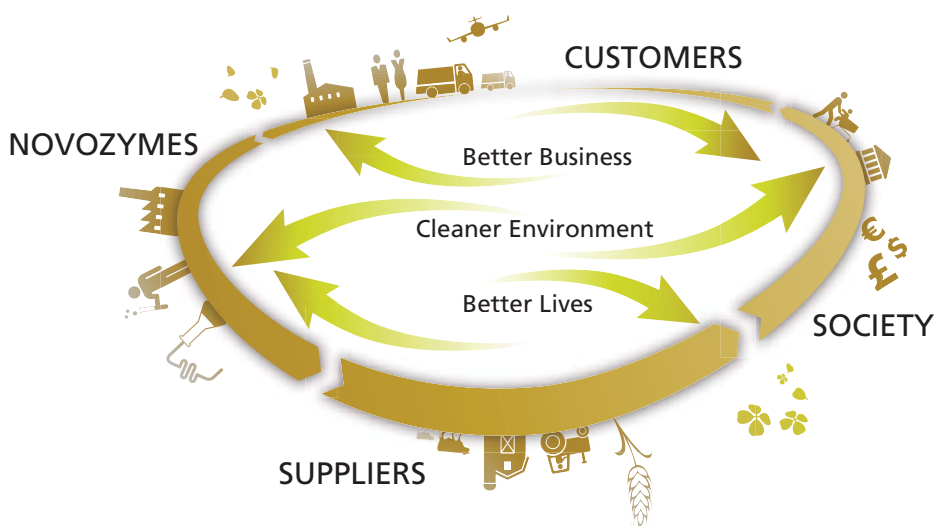 CUSTOMERS
NOVOZYMES
Better Business
Cleaner Environment
€
$
£
Better Lives
SOCIETY
SUPPLIERS